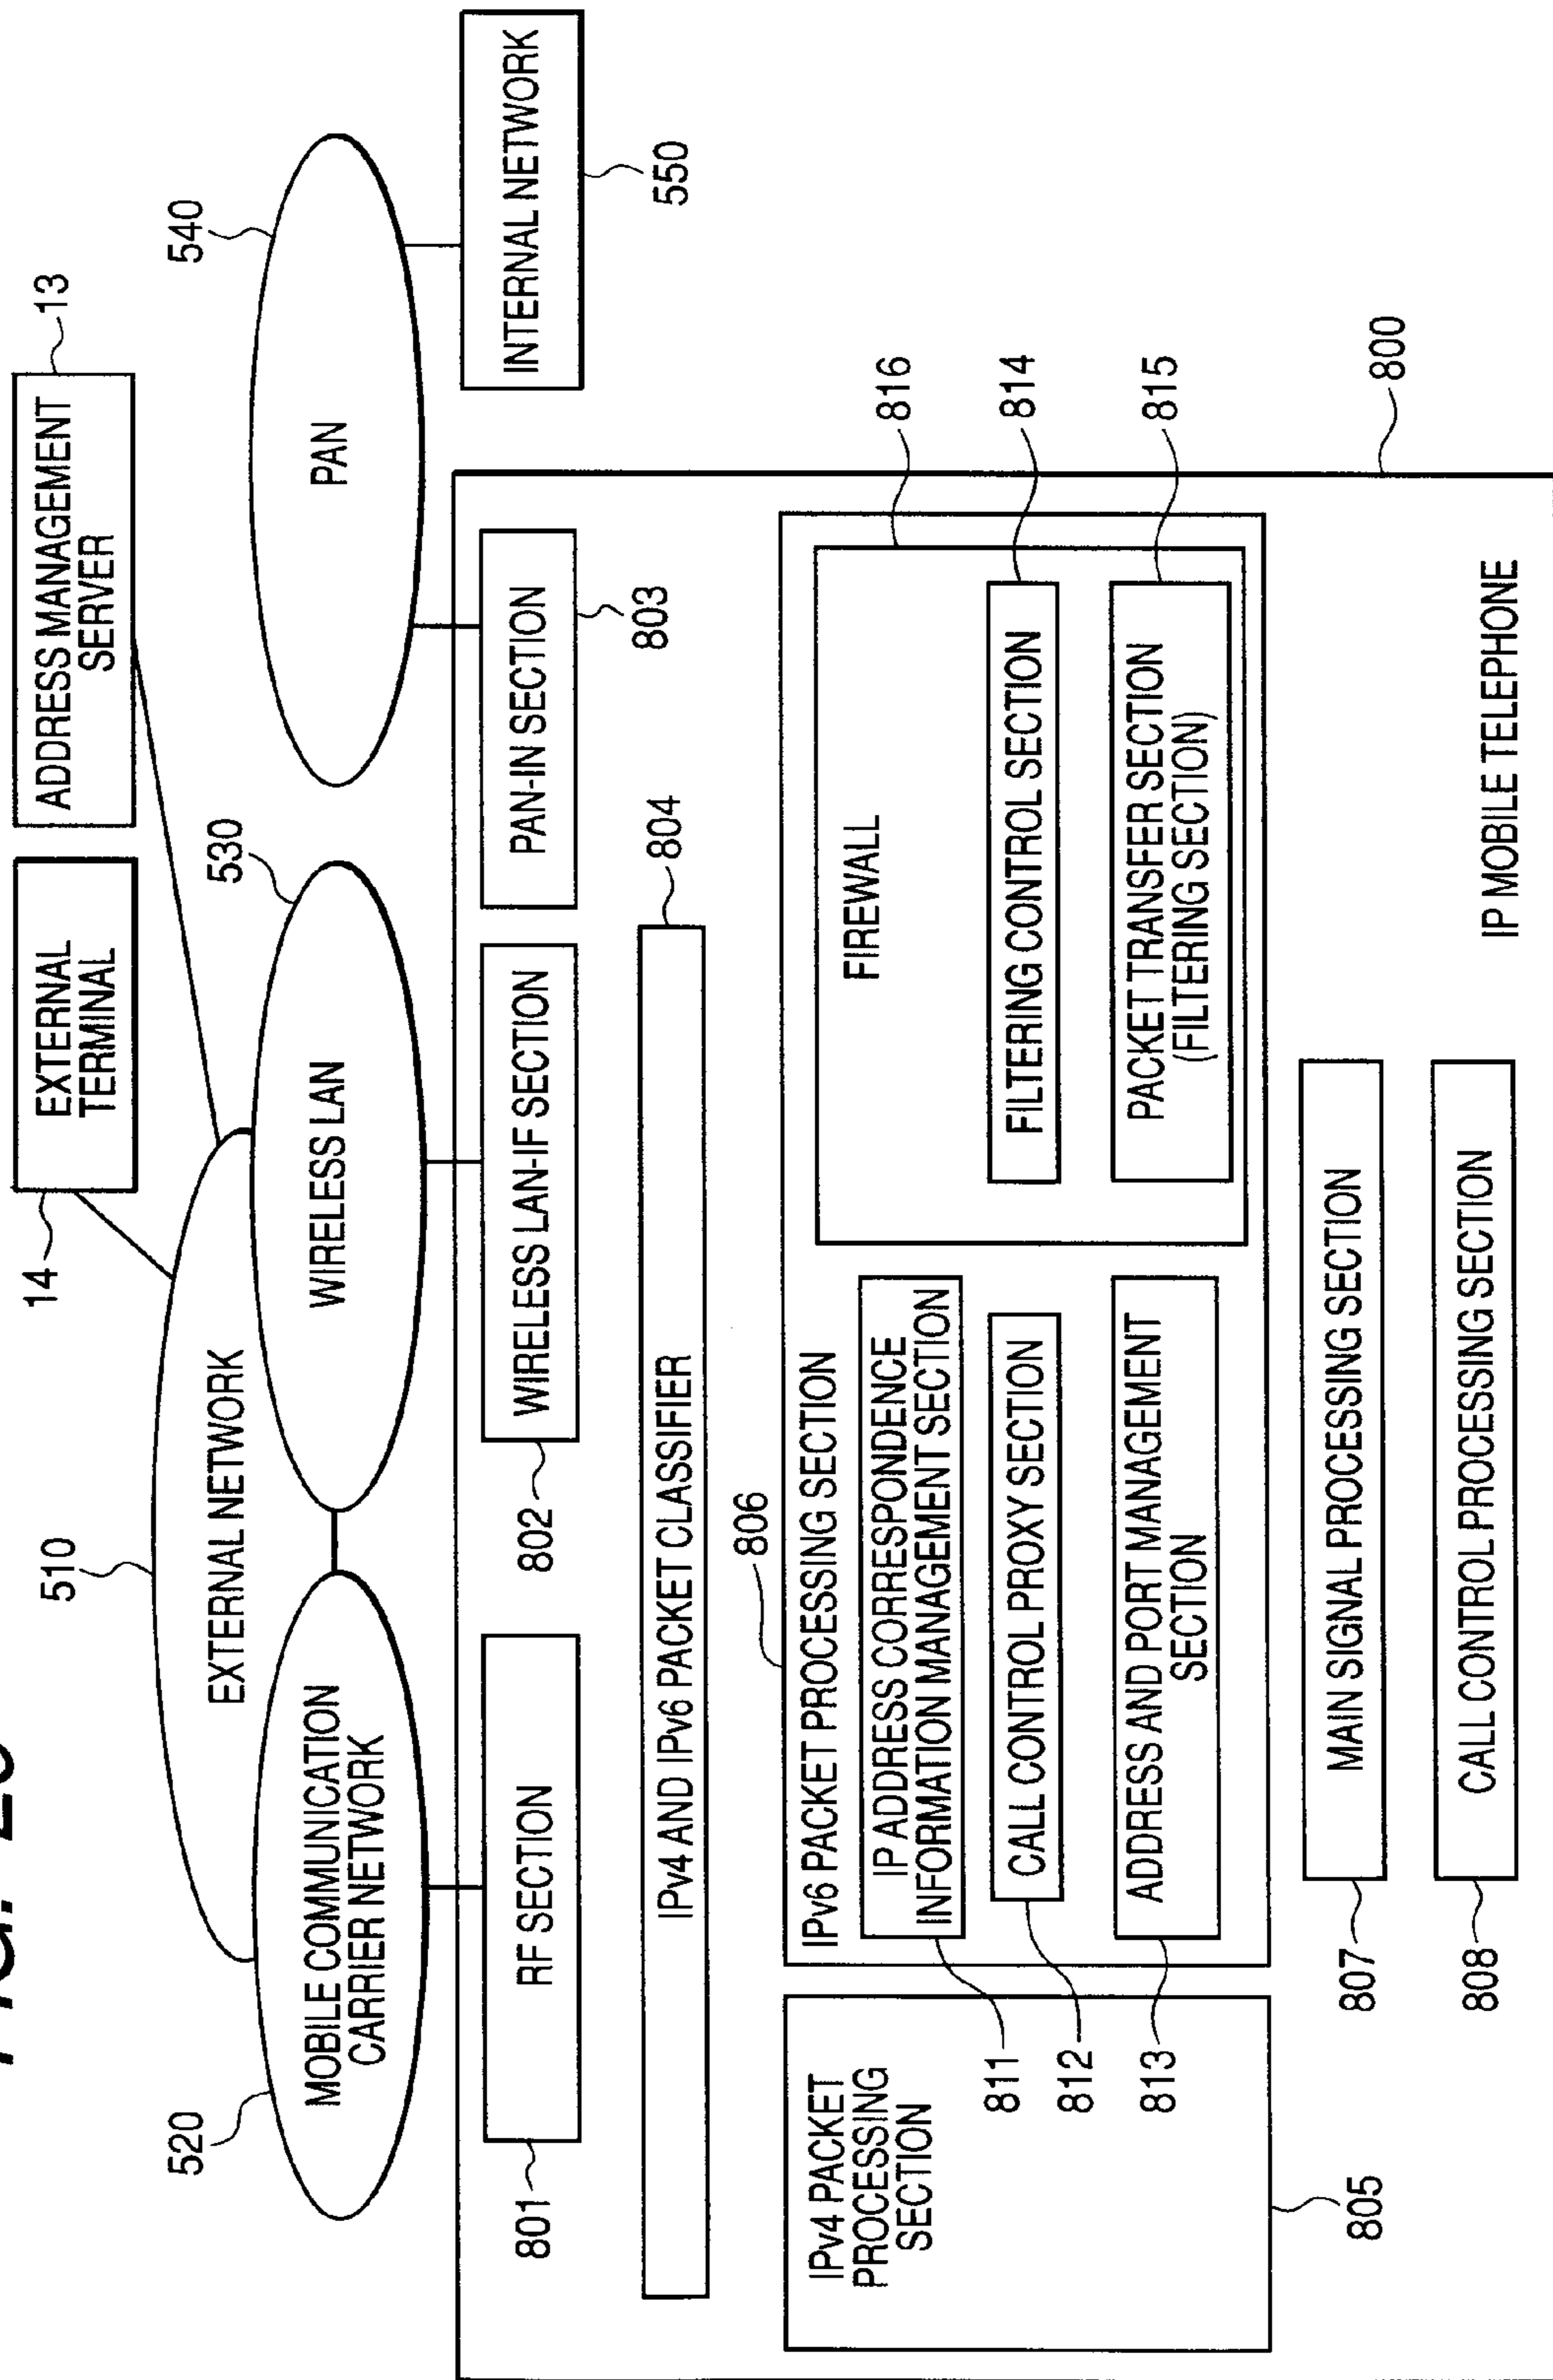 510
EXTERNAL NETWORK
14
EXTERNAL
TERMINAL
ADDRESS MANAGEMENT
SERVER
13
520
MOBILE COMMUNICATION
CARRIER NETWORK
WIRELESS LAN
530
PAN
540
801
RF SECTION
802
WIRELESS LAN-IF SECTION
PAN-IN SECTION
803
INTERNAL NETWORK
550
IPv4 AND IPv6 PACKET CLASSIFIER
804
IPv4 PACKET
PROCESSING
SECTION
805
806
IPv6 PACKET PROCESSING SECTION
IP ADDRESS CORRESPONDENCE
INFORMATION MANAGEMENT SECTION
811
CALL CONTROL PROXY SECTION
812
ADDRESS AND PORT MANAGEMENT
SECTION
813
FIREWALL
816
FILTERING CONTROL SECTION
814
PACKET TRANSFER SECTION
(FILTERING SECTION)
815
807
MAIN SIGNAL PROCESSING SECTION
808
CALL CONTROL PROCESSING SECTION
IP MOBILE TELEPHONE
800